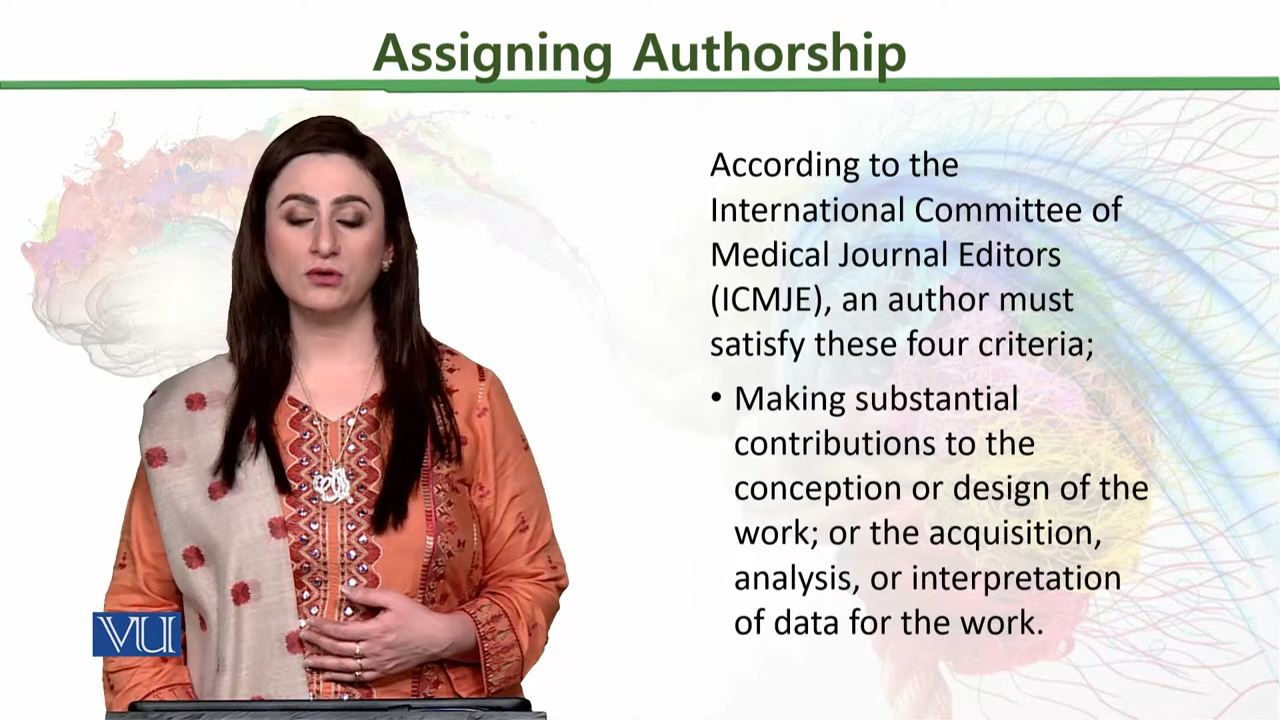 Assigning Authorship
According to the
International Committee of
Medical Journal Editors
(ICMJE), an author must
satisfy these four criteria;
• Making substantial
contributions to the
conception or design of the
work; or the acquisition,
analysis, or interpretation
of data for the work.
VU